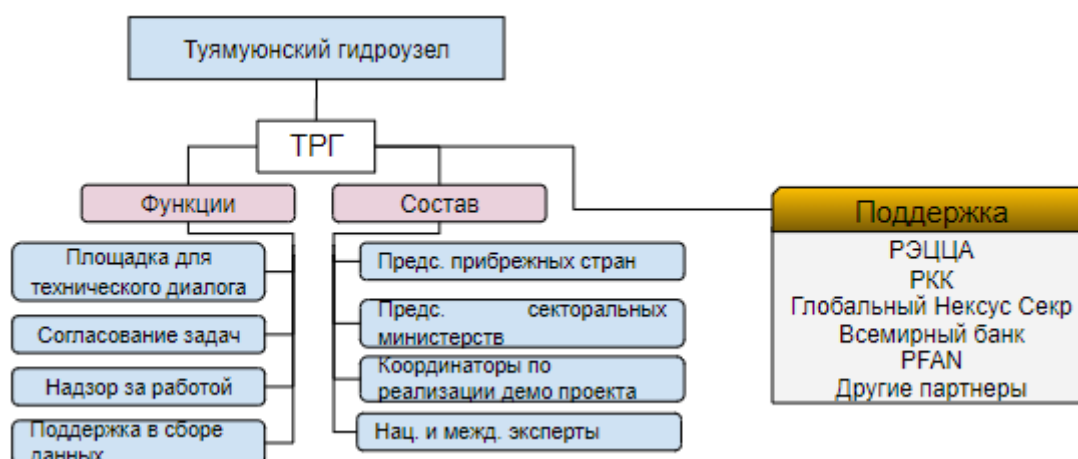 Туямуюнский гидроузел
ТРГ
Функции
Площадка для
технического диалога
Согласование задач
Надзор за работой
Поддержка в сборе
данных
Состав
Предс. прибрежных стран
Предс. секторальных
министерств
Координаторы по
реализации демо проекта
Нац. и межд. эксперты
Поддержка
РЭЦЦА
РКК
Глобальный Нексус Секр
Всемирный банк
PFAN
Другие партнеры